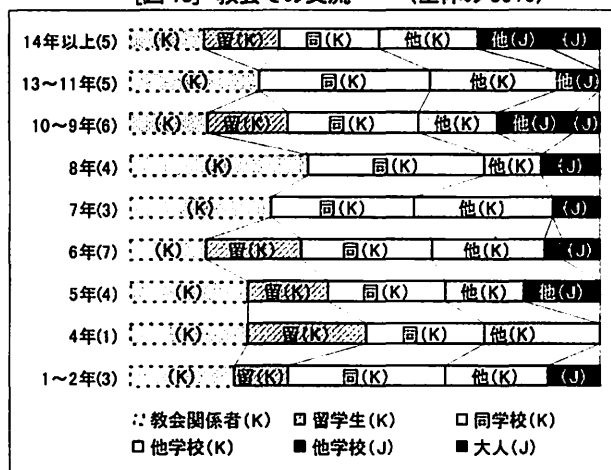 14年以上(5) (K) 留(K) 同(K) 他(K) 他(J) (J)
13～11年(5) (K) 同(K) 他(K) 他(J)
10～9年(6) (K) 留(K) 同(K) 他(K) 他(J) (J)
8年(4) (K) 同(K) 他(K) (J)
7年(3) (K) 同(K) 他(K) (J)
6年(7) (K) 留(K) 同(K) 他(K) (J)
5年(4) (K) 留(K) 同(K) 他(K) 他(J)
4年(1) (K) 留(K) 同(K) 他(K)
1～2年(3) (K) 留(K) 同(K) 他(K) (J)
教会関係者(K) 留学生(K) 同学校(K)
他学校(K) 他学校(J) 大人(J)